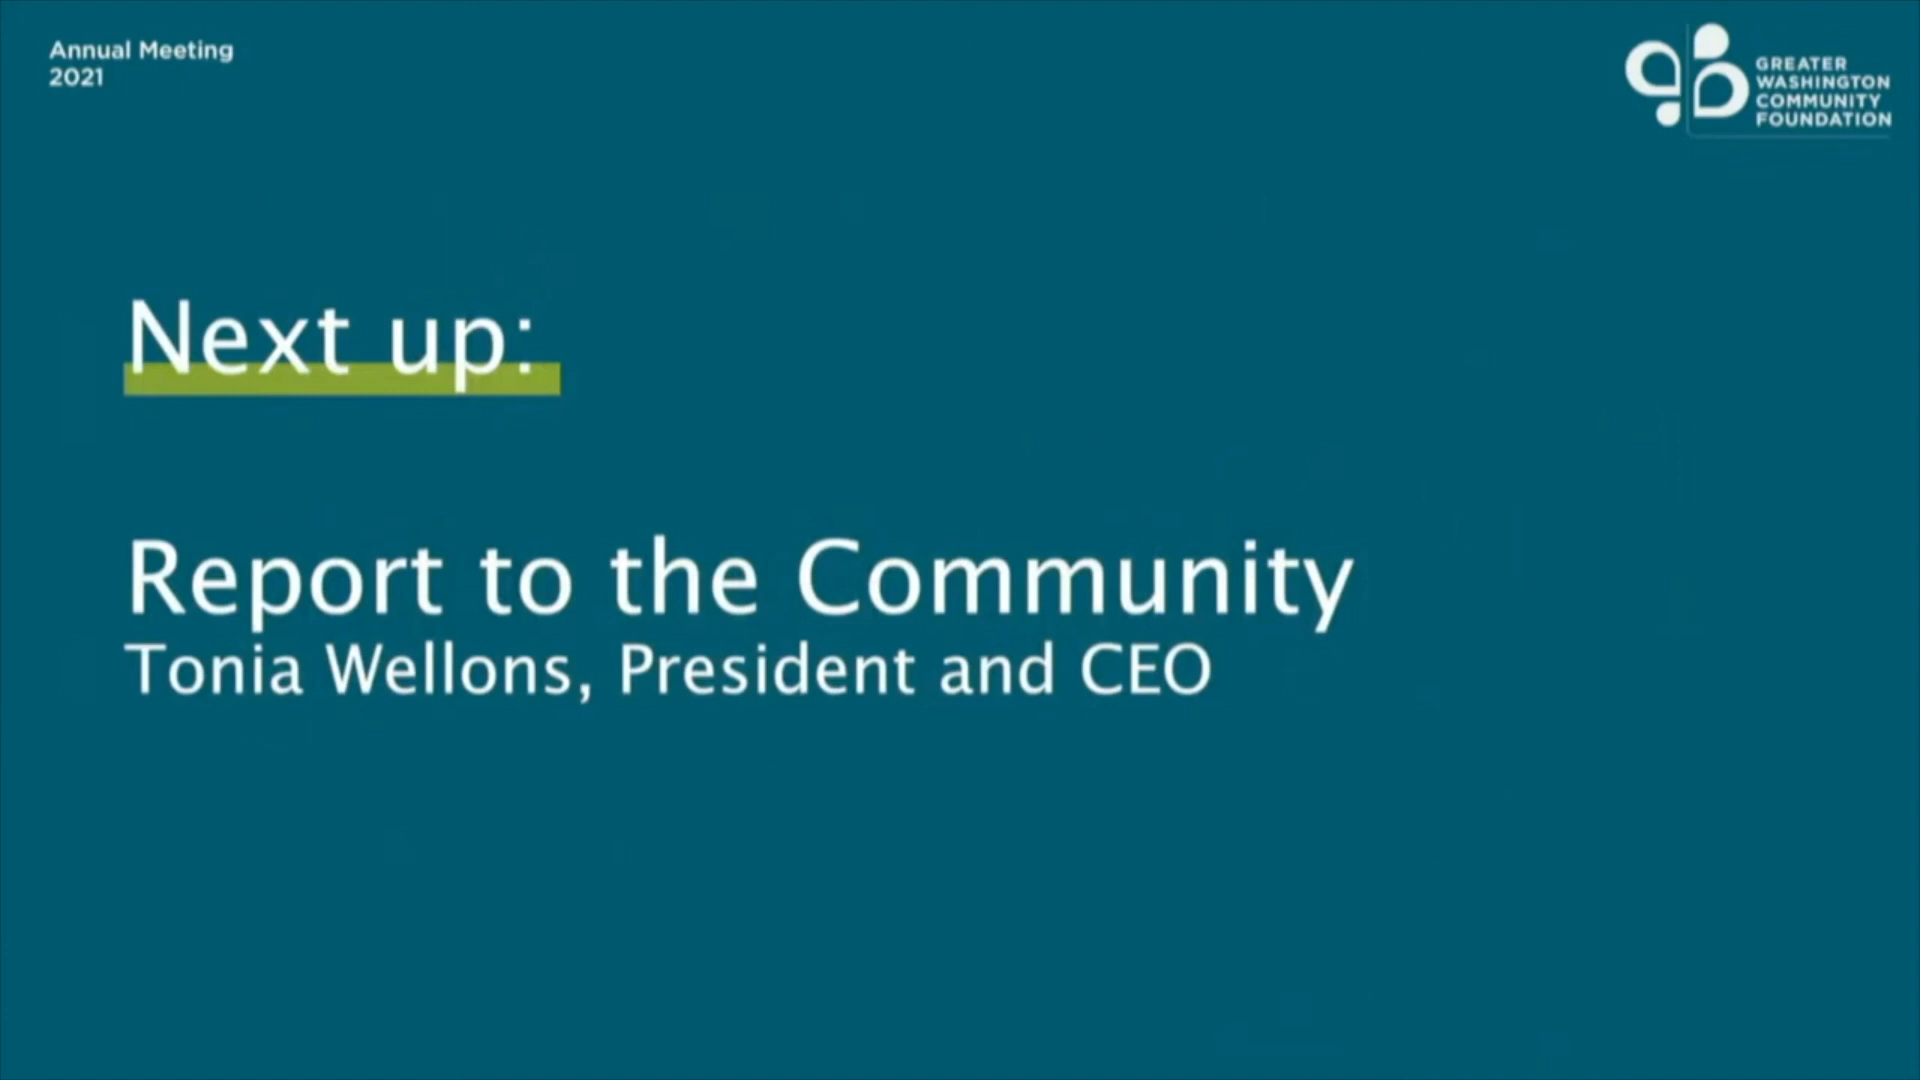 Annual Meeting
2021
GREATER
WASHINGTON
COMMUNITY
FOUNDATION
Next up:
Report to the Community
Tonia Wellons, President and CEO